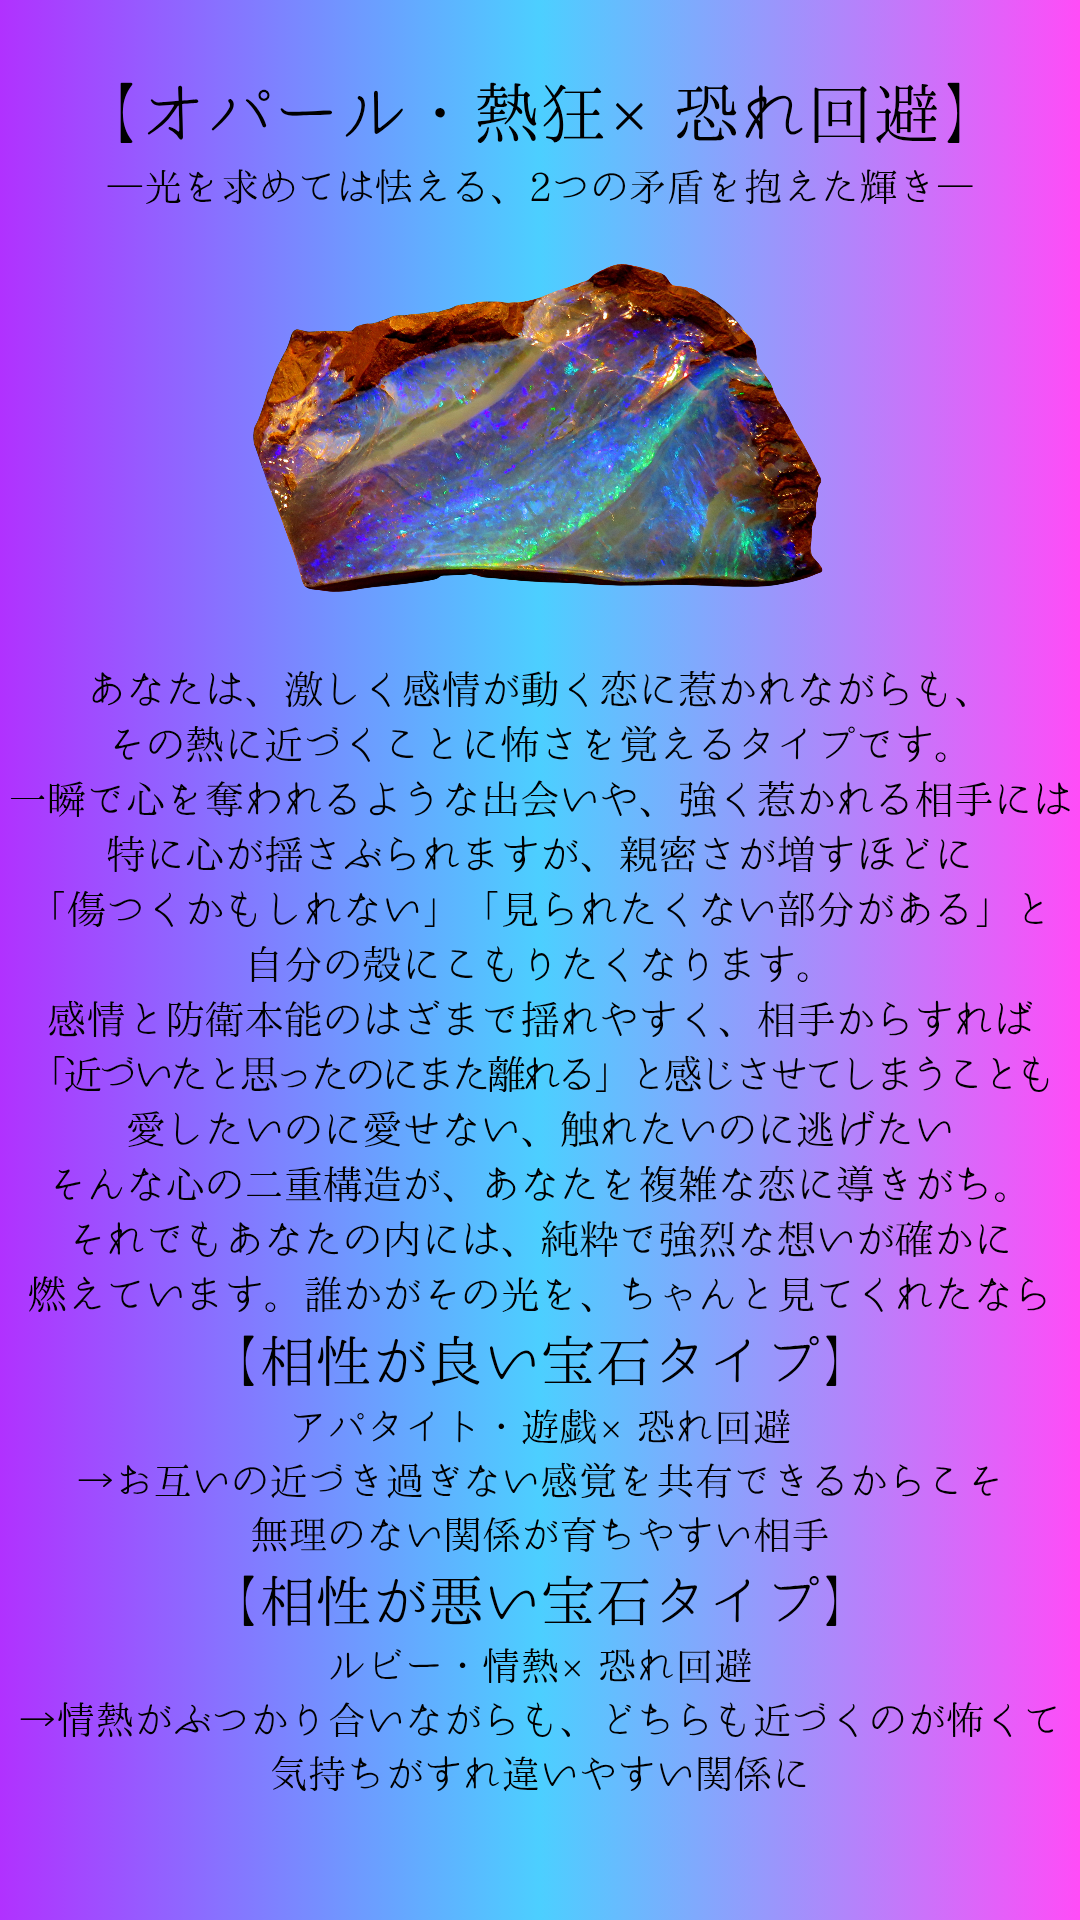 【オパール・熱狂×恐れ回避】
―光を求めては怯える、2つの矛盾を抱えた輝き―
あなたは、激しく感情が動く恋に惹かれながらも、
その熱に近づくことに怖さを覚えるタイプです。
一瞬で心を奪われるような出会いや、強く惹かれる相手には
特に心が揺さぶられますが、親密さが増すほどに
「傷つくかもしれない」「見られたくない部分がある」と
自分の殻にこもりたくなります。
感情と防衛本能のはざまで揺れやすく、相手からすれば
「近づいたと思ったのにまた離れる」と感じさせてしまうことも
愛したいのに愛せない、触れたいのに逃げたい
そんな心の二重構造が、あなたを複雑な恋に導きがち。
それでもあなたの内には、純粋で強烈な想いが確かに
燃えています。誰かがその光を、ちゃんと見てくれたなら
【相性が良い宝石タイプ】
アパタイト・遊戯×恐れ回避
→お互いの近づき過ぎない感覚を共有できるからこそ
無理のない関係が育ちやすい相手
【相性が悪い宝石タイプ】
ルビー・情熱×恐れ回避
→情熱がぶつかり合いながらも、どちらも近づくのが怖くて
気持ちがすれ違いやすい関係に